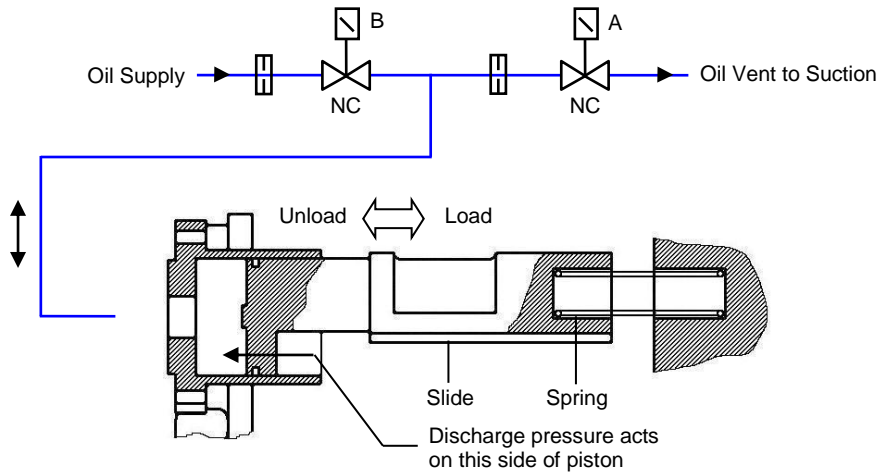 B
A
Oil Supply
Oil Vent to Suction
NC
NC
Unload
Load
Slide
Spring
Discharge pressure acts
on this side of piston